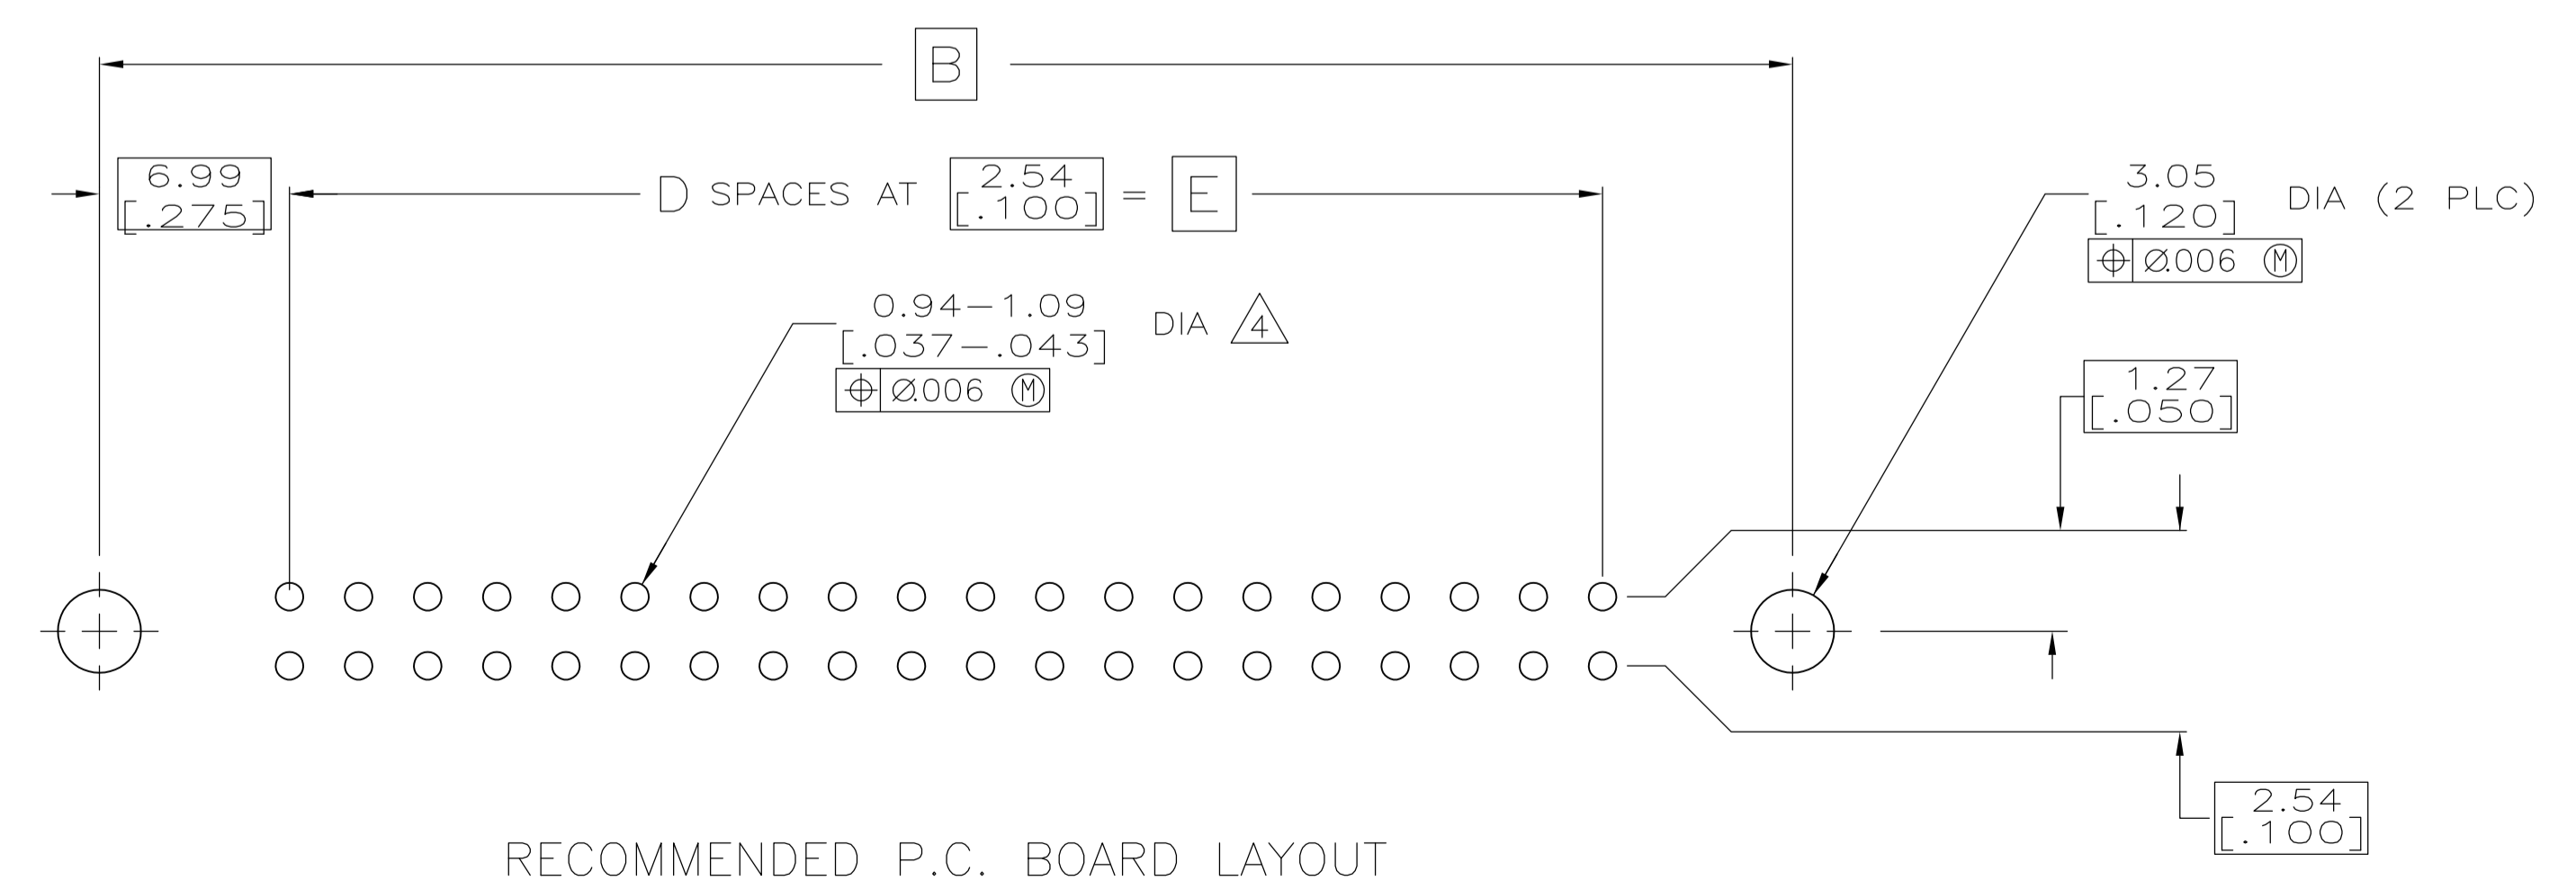 B
6.99
[.275]
D SPACES AT 2.54 = E
[.100]
3.05
[.120]
DIA (2 PLC)
⌖ Ø.006 Ⓜ
0.94–1.09
[.037–.043]
DIA 4
⌖ Ø.006 Ⓜ
1.27
[.050]
2.54
[.100]
RECOMMENDED P.C. BOARD LAYOUT